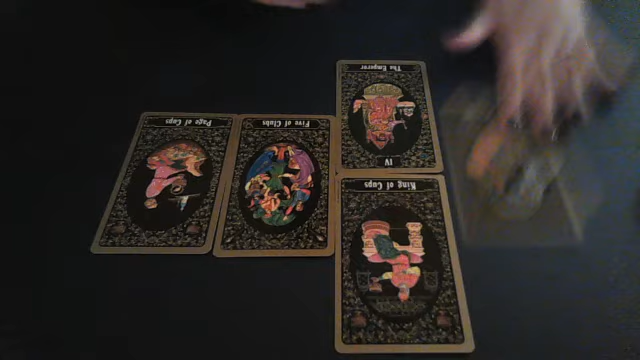 The Emperor
IV
Page of Cups
Five of Clubs
King of Cups